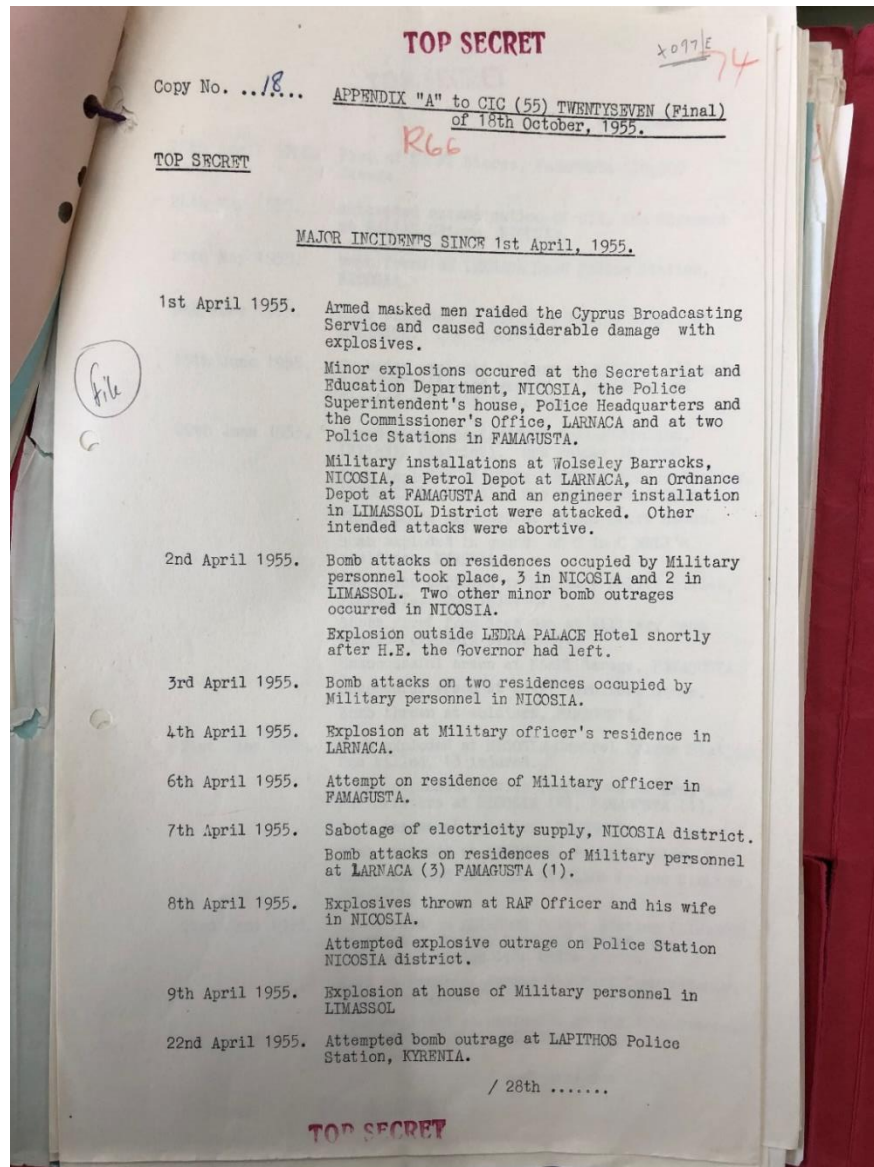 TOP SECRET
74
Copy No. ..18....
APPENDIX "A" to CIC (55) TWENTYSEVEN (Final)
of 18th October, 1955.
R66
TOP SECRET
MAJOR INCIDENTS SINCE 1st April, 1955.
1st April 1955. Armed masked men raided the Cyprus Broadcasting
Service and caused considerable damage with
explosives.
Minor explosions occured at the Secretariat and
Education Department, NICOSIA, the Police
Superintendent's house, Police Headquarters and
the Commissioner's Office, LARNACA and at two
Police Stations in FAMAGUSTA.
File
Military installations at Wolseley Barracks,
NICOSIA, a Petrol Depot at LARNACA, an Ordnance
Depot at FAMAGUSTA and an engineer installation
in LIMASSOL District were attacked. Other
intended attacks were abortive.
2nd April 1955. Bomb attacks on residences occupied by Military
personnel took place, 3 in NICOSIA and 2 in
LIMASSOL. Two other minor bomb outrages
occurred in NICOSIA.
Explosion outside LEDRA PALACE Hotel shortly
after H.E. the Governor had left.
3rd April 1955. Bomb attacks on two residences occupied by
Military personnel in NICOSIA.
4th April 1955. Explosion at Military officer's residence in
LARNACA.
6th April 1955. Attempt on residence of Military officer in
FAMAGUSTA.
7th April 1955. Sabotage of electricity supply, NICOSIA district.
Bomb attacks on residences of Military personnel
at LARNACA (3) FAMAGUSTA (1).
8th April 1955. Explosives thrown at RAF Officer and his wife
in NICOSIA.
Attempted explosive outrage on Police Station
NICOSIA district.
9th April 1955. Explosion at house of Military personnel in
LIMASSOL
22nd April 1955. Attempted bomb outrage at LAPITHOS Police
Station, KYRENIA.
/ 28th .......
TOP SECRET